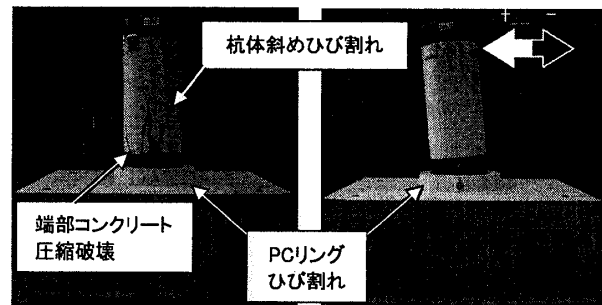 杭体斜めひび割れ
+ −
端部コンクリート
圧縮破壊
PCリング
ひび割れ